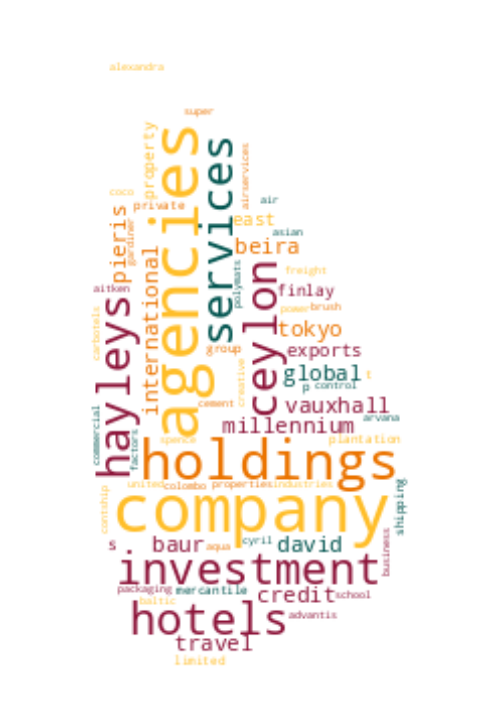 alexandra
super
property
agencies
services
airservices
coco
private
air
pieris
gardiner
east
asian
beira
international
aitken
hayleys
carbotels
polymats
ceylon
freight
finlay
power
brush
tokyo
group
exports
creative
global
t
p
control
cement
vauxhall
arvana
millennium
commercial
factors
spence
plantation
holdings
united
colombo
properties
industries
contship
company
shipping
s
baur
aqua
cyril
david
business
investment
packaging
mercantile
credit
school
baltic
hotels
advantis
travel
limited